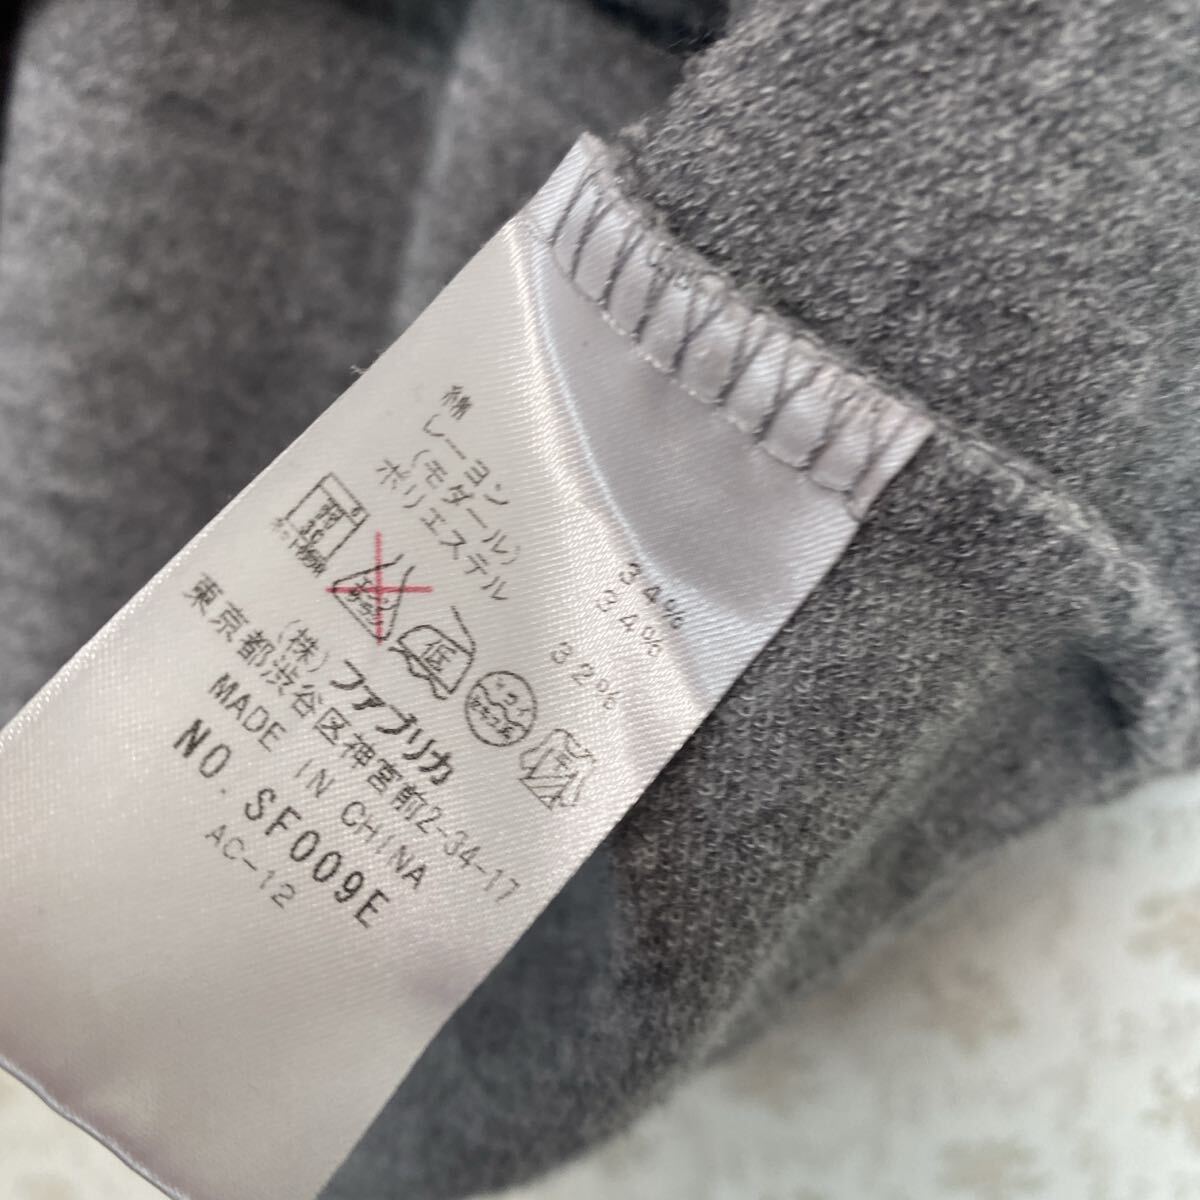 綿 34%
レーヨン 34%
(モダール)
ポリエステル 32%
低
(株)ファブリカ
東京都渋谷区神宮前2-34-17
MADE IN CHINA
NO. SF009E
AC-12